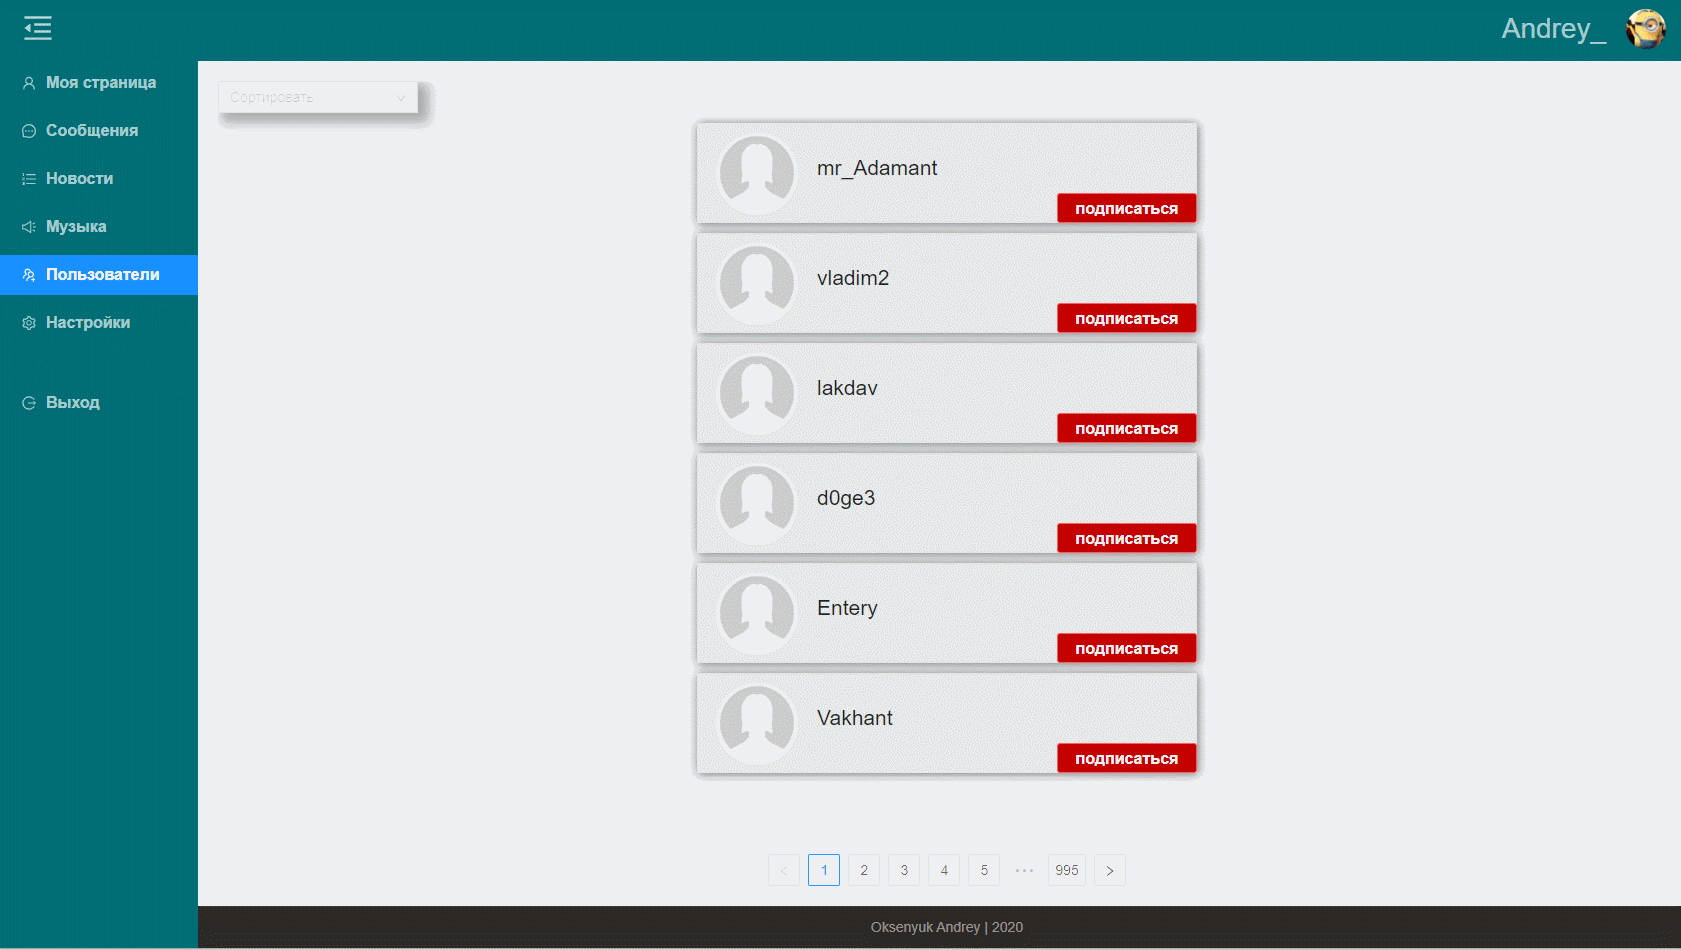 Andrey_
Моя страница
Сообщения
Новости
Музыка
Пользователи
Настройки
Выход
Сортировать
mr_Adamant
подписаться
vladim2
подписаться
lakdav
подписаться
d0ge3
подписаться
Entery
подписаться
Vakhant
подписаться
< 1 2 3 4 5 ••• 995 >
Oksenyuk Andrey | 2020